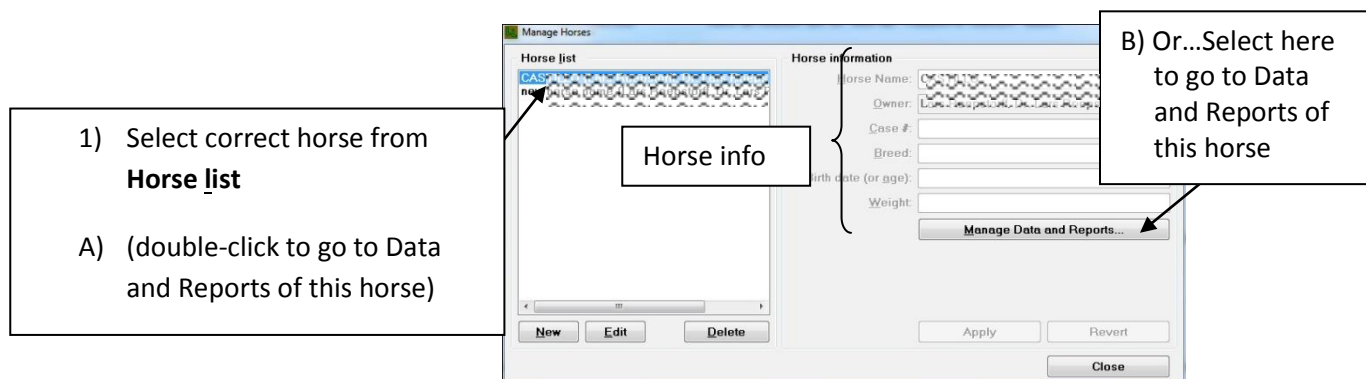 Manage Horses
Horse list
CAS
new
1) Select correct horse from
Horse list
A) (double-click to go to Data
and Reports of this horse)
New
Edit
Delete
Horse information
Horse Name:
Owner:
Case #:
Breed:
Birth date (or age):
Weight:
Manage Data and Reports...
Apply
Revert
Close
Horse info
B) Or...Select here
to go to Data
and Reports of
this horse